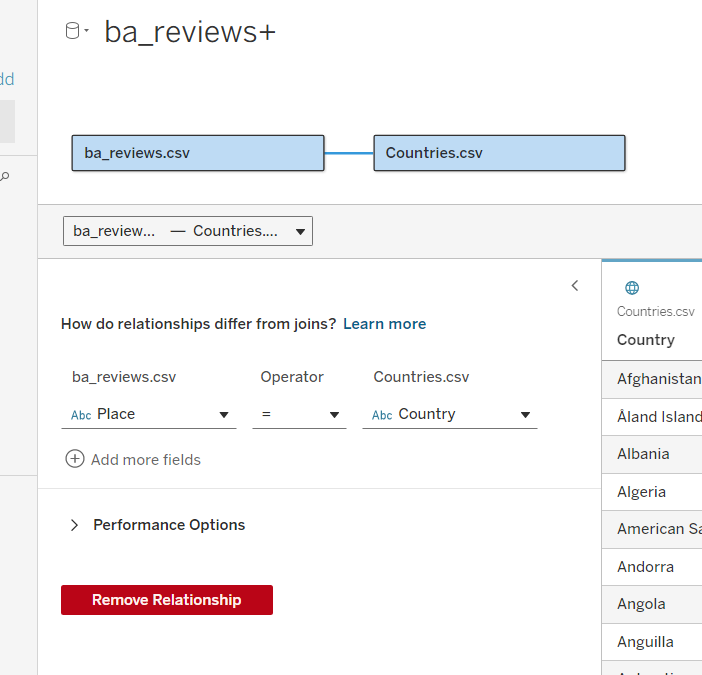 ba_reviews+
dd
ba_reviews.csv
Countries.csv
ba_review... — Countries....
How do relationships differ from joins? Learn more
ba_reviews.csv Operator Countries.csv
Abc Place = Abc Country
Add more fields
Performance Options
Remove Relationship
Countries.csv
Country
Afghanistan
Åland Island
Albania
Algeria
American Sa
Andorra
Angola
Anguilla